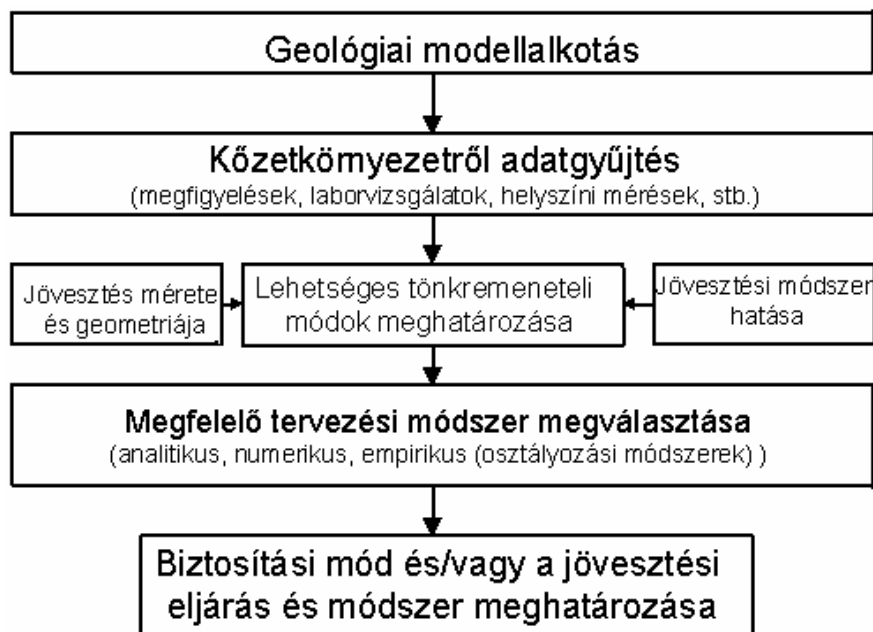 Geológiai modellalkotás
Kőzetkörnyezetről adatgyűjtés
(megfigyelések, laborvizsgálatok, helyszíni mérések, stb.)
Jövesztés mérete
és geometriája
Lehetséges tönkremeneteli
módok meghatározása
Jövesztési módszer
hatása
Megfelelő tervezési módszer megválasztása
(analitikus, numerikus, empirikus (osztályozási módszerek) )
Biztosítási mód és/vagy a jövesztési
eljárás és módszer meghatározása